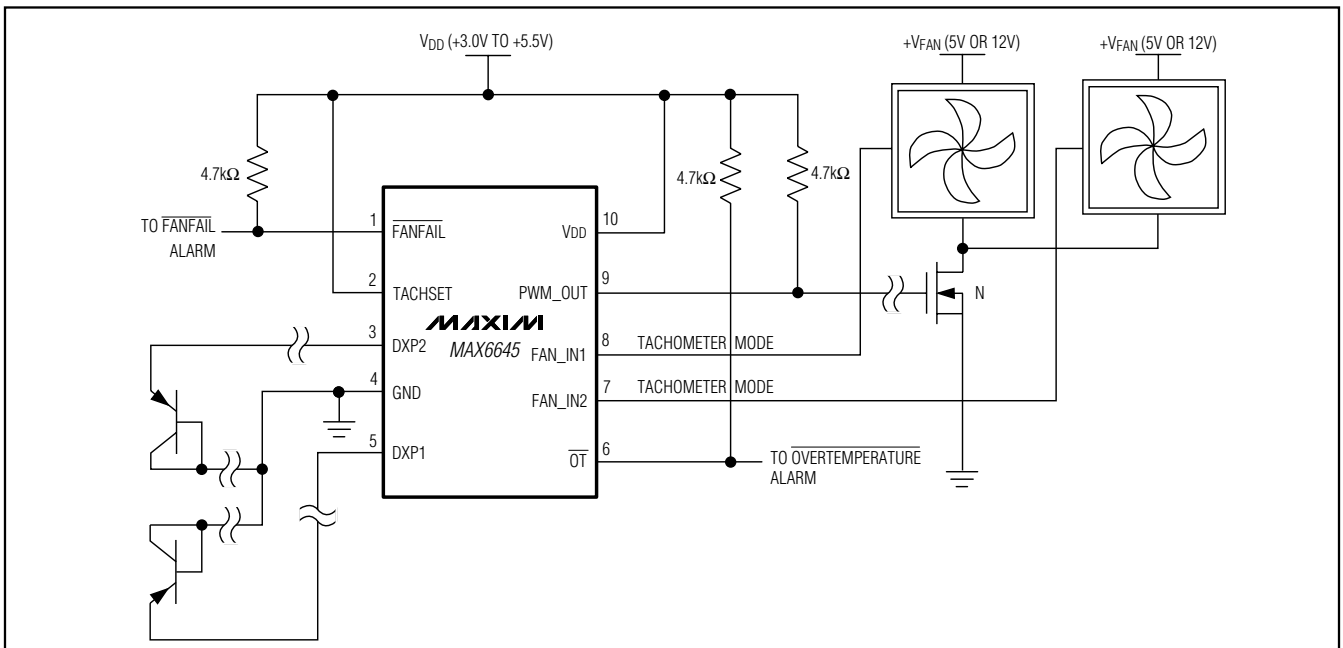 VDD (+3.0V TO +5.5V)
+VFAN (5V OR 12V)
+VFAN (5V OR 12V)
4.7kΩ
4.7kΩ
4.7kΩ
TO FANFAIL
ALARM
1
FANFAIL
2
TACHSET
3
DXP2
4
GND
5
DXP1
MAXIM
MAX6645
10
VDD
9
PWM_OUT
8
FAN_IN1
TACHOMETER MODE
7
FAN_IN2
TACHOMETER MODE
6
OT
TO OVERTEMPERATURE
ALARM
N